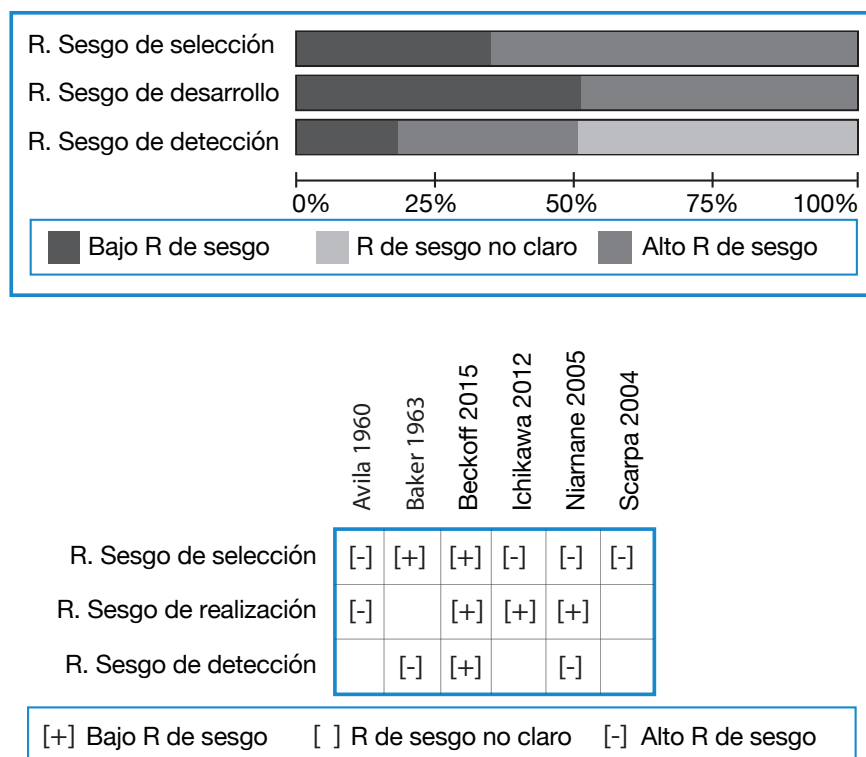 R. Sesgo de selección
R. Sesgo de desarrollo
R. Sesgo de detección
0% 25% 50% 75% 100%
Bajo R de sesgo R de sesgo no claro Alto R de sesgo
Avila 1960 Baker 1963 Beckoff 2015 Ichikawa 2012 Niarnane 2005 Scarpa 2004
R. Sesgo de selección [-] [+] [+] [-] [-] [-]
R. Sesgo de realización [-] [+] [+] [+]
R. Sesgo de detección [-] [+] [-]
[+] Bajo R de sesgo [ ] R de sesgo no claro [-] Alto R de sesgo